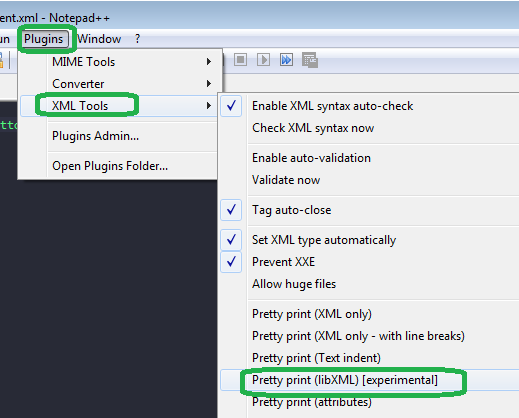 ent.xml - Notepad++
un Plugins Window ?
MIME Tools
Converter
XML Tools
Plugins Admin...
Open Plugins Folder...
Enable XML syntax auto-check
Check XML syntax now
Enable auto-validation
Validate now
Tag auto-close
Set XML type automatically
Prevent XXE
Allow huge files
Pretty print (XML only)
Pretty print (XML only - with line breaks)
Pretty print (Text indent)
Pretty print (libXML) [experimental]
Pretty print (attributes)